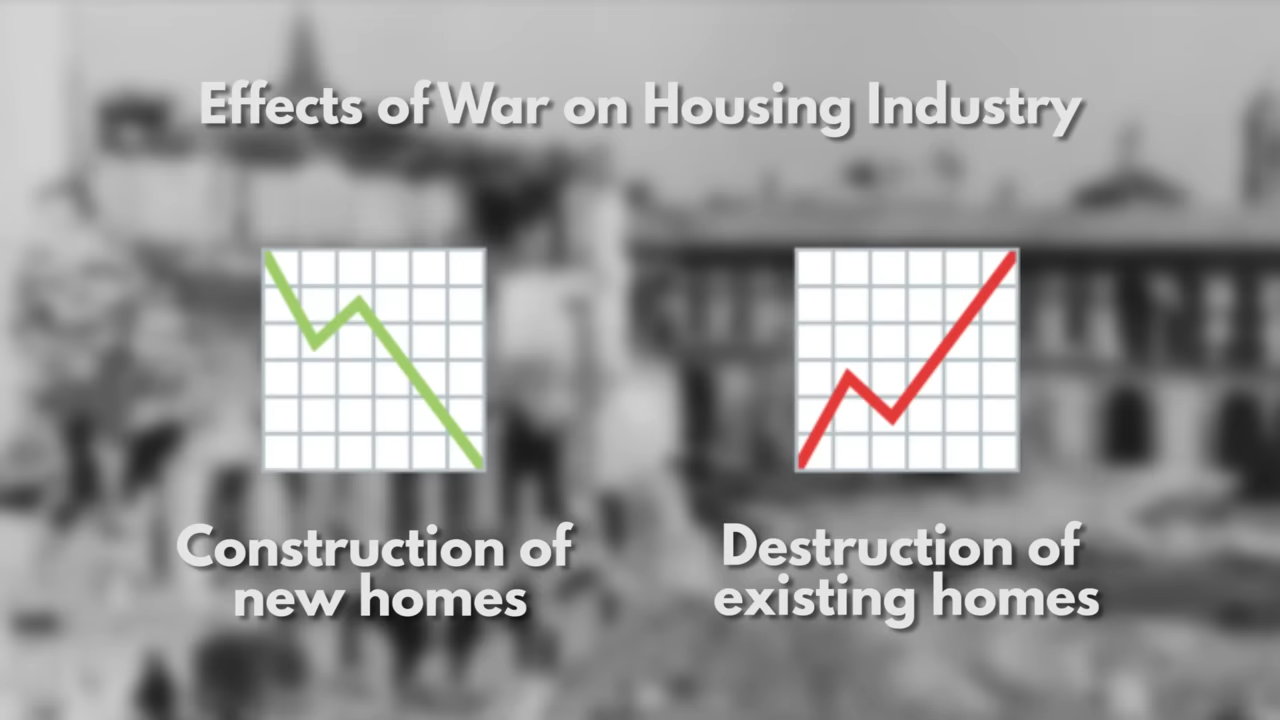 Effects of War on Housing Industry
Construction of
new homes
Destruction of
existing homes